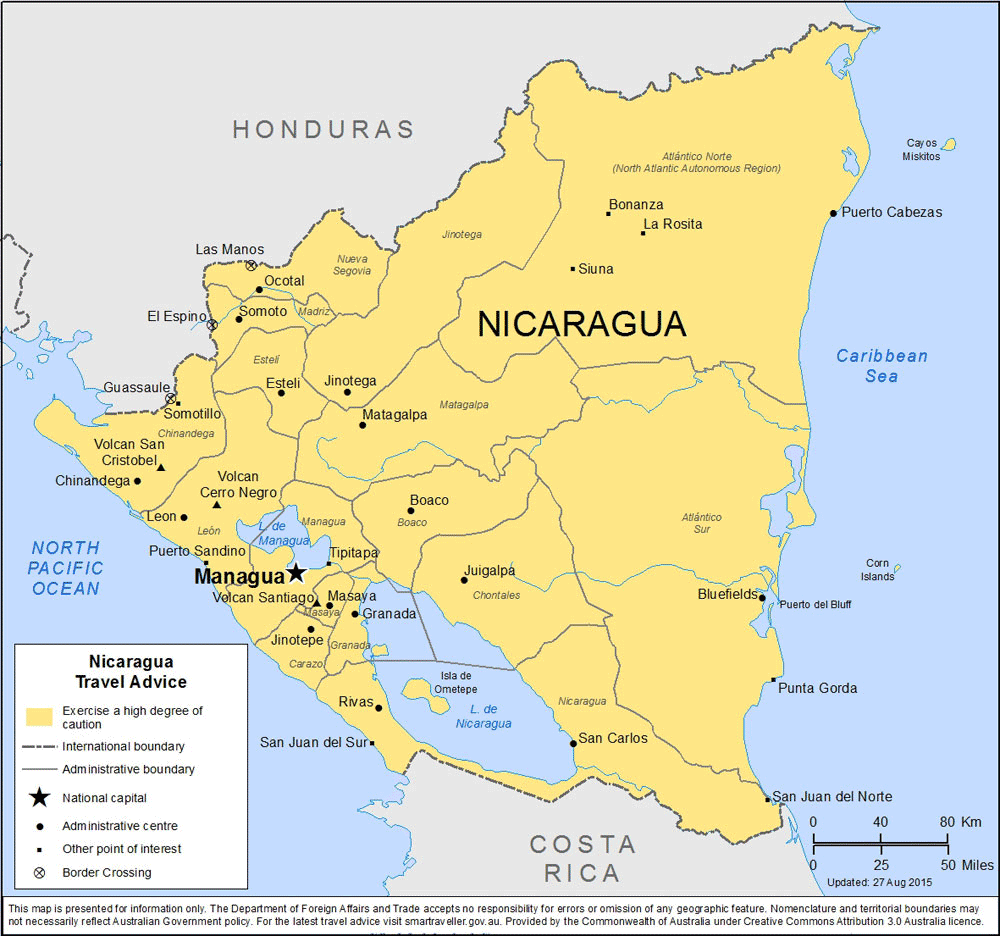 HONDURAS
Atlántico Norte
(North Atlantic Autonomous Region)
Cayos
Miskitos
Bonanza
La Rosita
Puerto Cabezas
Jinotega
Las Manos
Nueva
Segovia
Siuna
Ocotal
El Espino
Somoto
Madriz
NICARAGUA
Caribbean
Sea
Estelí
Guassaule
Esteli
Jinotega
Somotillo
Matagalpa
Matagalpa
Chinandega
Volcan San
Cristobel
Chinandega
Volcan
Cerro Negro
Boaco
Boaco
Leon
León
L. de
Managua
Managua
Atlántico
Sur
NORTH
PACIFIC
OCEAN
Puerto Sandino
Tipitapa
Managua
Juigalpa
Chontales
Corn
Islands
Volcan Santiago
Masaya
Masaya
Granada
Bluefields
Puerto del Bluff
Jinotepe
Granada
Carazo
Isla de
Ometepe
Punta Gorda
Rivas
L. de
Nicaragua
Nicaragua
San Juan del Sur
San Carlos
San Juan del Norte
COSTA
RICA
Nicaragua
Travel Advice
Exercise a high degree of
caution
International boundary
Administrative boundary
National capital
Administrative centre
Other point of interest
Border Crossing
0 40 80 Km
0 25 50 Miles
Updated: 27 Aug 2015
This map is presented for information only. The Department of Foreign Affairs and Trade accepts no responsibility for errors or omission of any geographic feature. Nomenclature and territorial boundaries may
not necessarily reflect Australian Government policy. For the latest travel advice visit smartraveller.gov.au. Provided by the Commonwealth of Australia under Creative Commons Attribution 3.0 Australia licence.